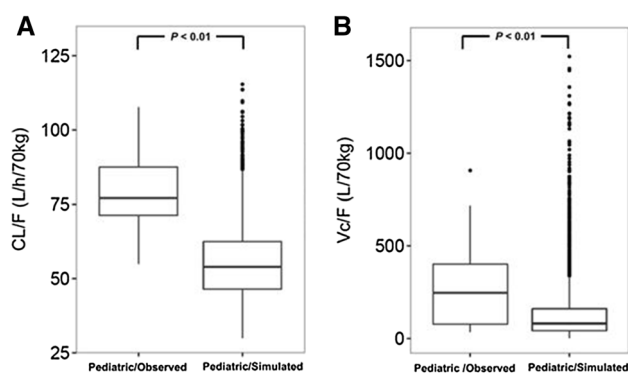 A
P < 0.01
CL/F (L/h/70kg)
125
100
75
50
25
Pediatric/Observed
Pediatric/Simulated
B
P < 0.01
Vc/F (L/70kg)
1500
1000
500
0
Pediatric /Observed
Pediatric/Simulated